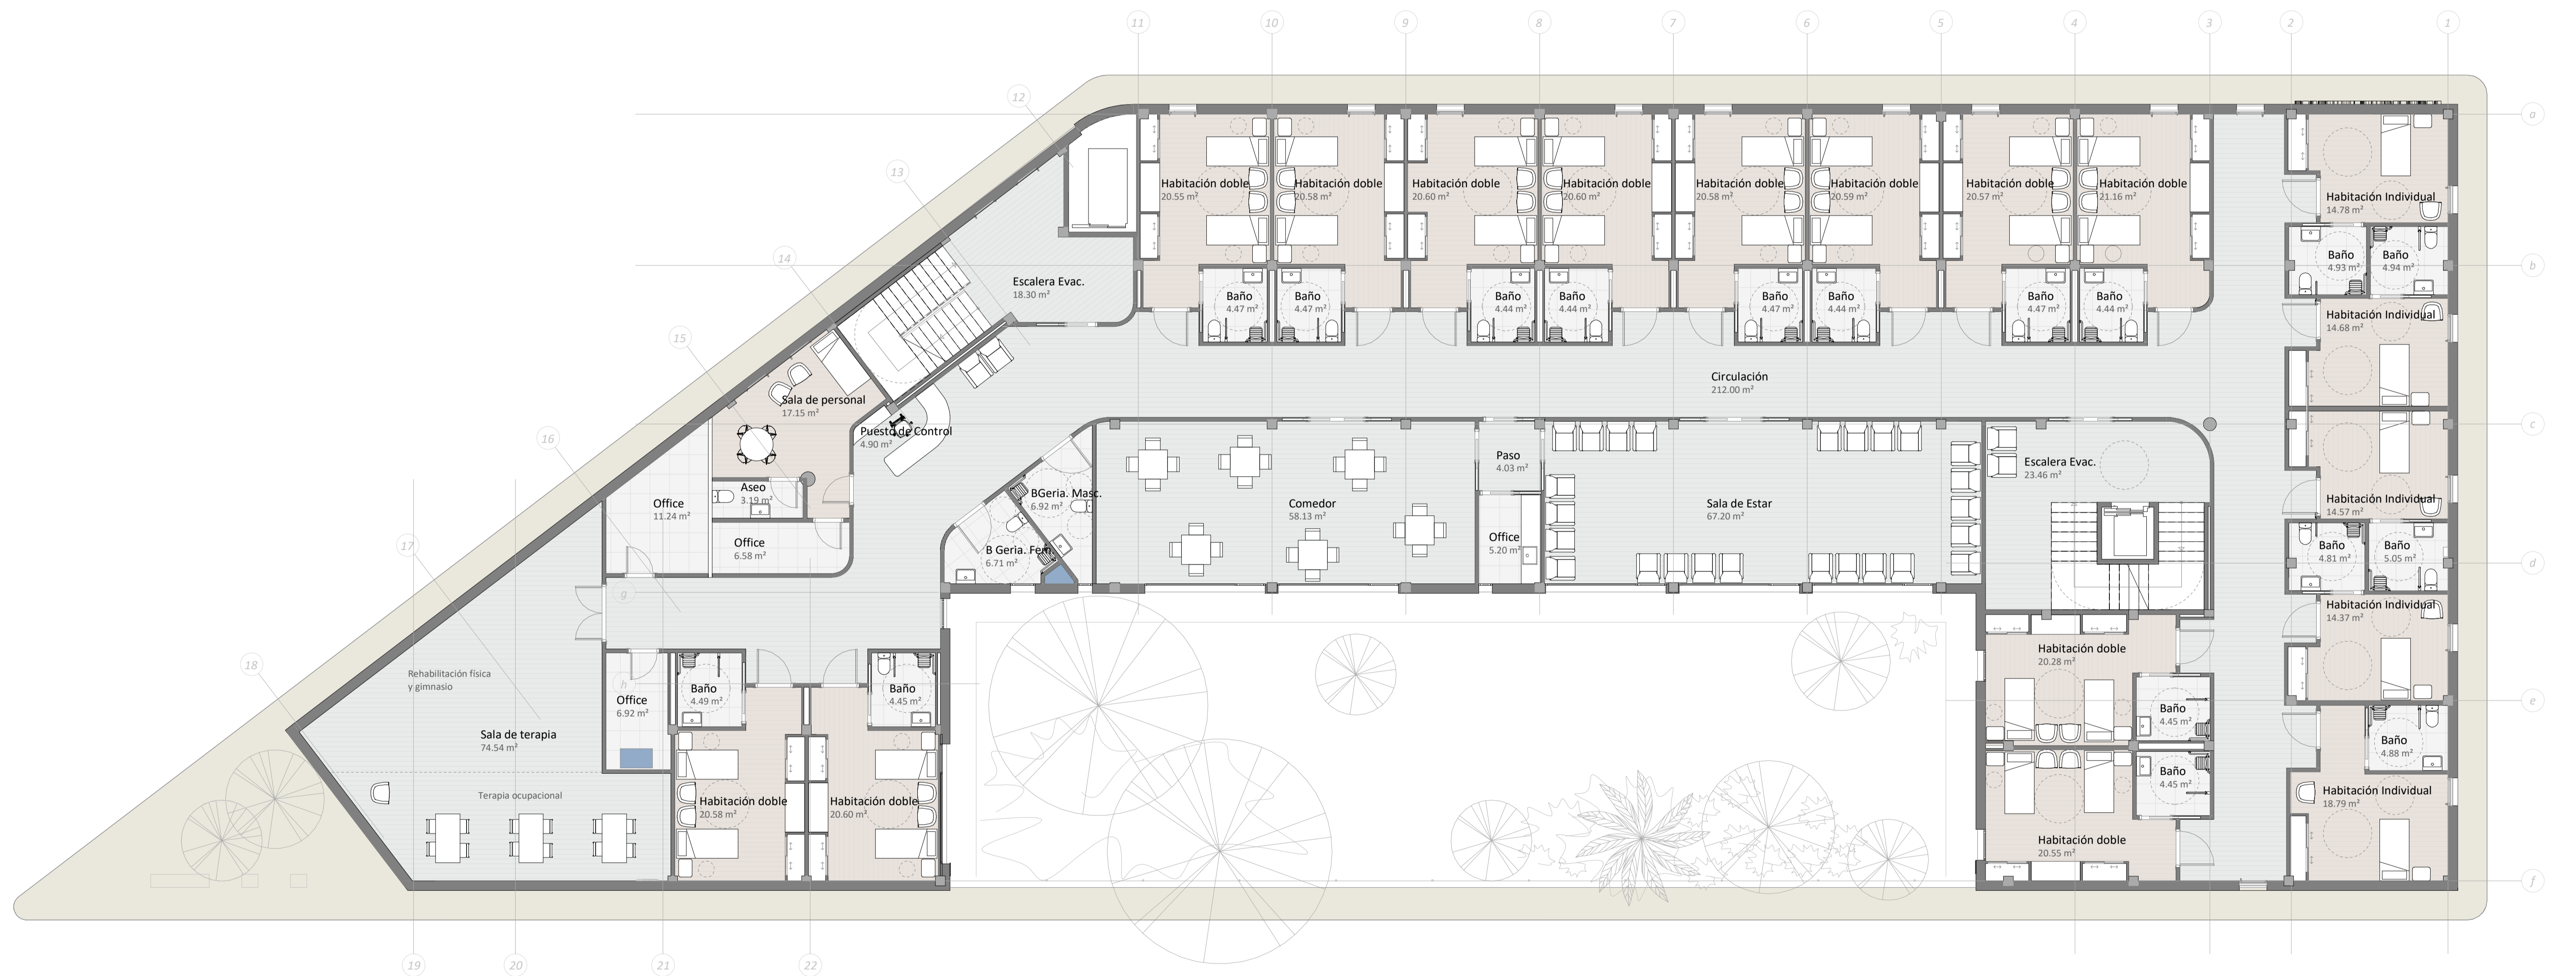 11
10
9
8
7
6
5
4
3
2
1
12
a
13
Habitación doble
20.55 m²
Habitación doble
20.58 m²
Habitación doble
20.60 m²
Habitación doble
20.60 m²
Habitación doble
20.58 m²
Habitación doble
20.59 m²
Habitación doble
20.57 m²
Habitación doble
21.16 m²
Habitación Individual
14.78 m²
14
Escalera Evac.
18.30 m²
Baño
4.93 m²
Baño
4.94 m²
b
Baño
4.47 m²
Baño
4.47 m²
Baño
4.44 m²
Baño
4.44 m²
Baño
4.47 m²
Baño
4.44 m²
Baño
4.47 m²
Baño
4.44 m²
Habitación Individual
14.68 m²
15
Circulación
212.00 m²
Sala de personal
17.15 m²
Puesto de Control
4.90 m²
c
16
Paso
4.03 m²
Escalera Evac.
23.46 m²
Aseo
3.19 m²
BGeria. Masc.
6.92 m²
Office
11.24 m²
Comedor
58.13 m²
Sala de Estar
67.20 m²
Habitación Individual
14.57 m²
17
Office
6.58 m²
B Geria. Fem.
6.71 m²
Office
5.20 m²
Baño
4.81 m²
Baño
5.05 m²
d
g
Habitación Individual
14.37 m²
18
Rehabilitación física
y gimnasio
Habitación doble
20.28 m²
h
Office
6.92 m²
Baño
4.49 m²
Baño
4.45 m²
Baño
4.45 m²
e
Sala de terapia
74.54 m²
Baño
4.88 m²
Baño
4.45 m²
Terapia ocupacional
Habitación doble
20.58 m²
Habitación doble
20.60 m²
Habitación Individual
18.79 m²
Habitación doble
20.55 m²
f
19
20
21
22